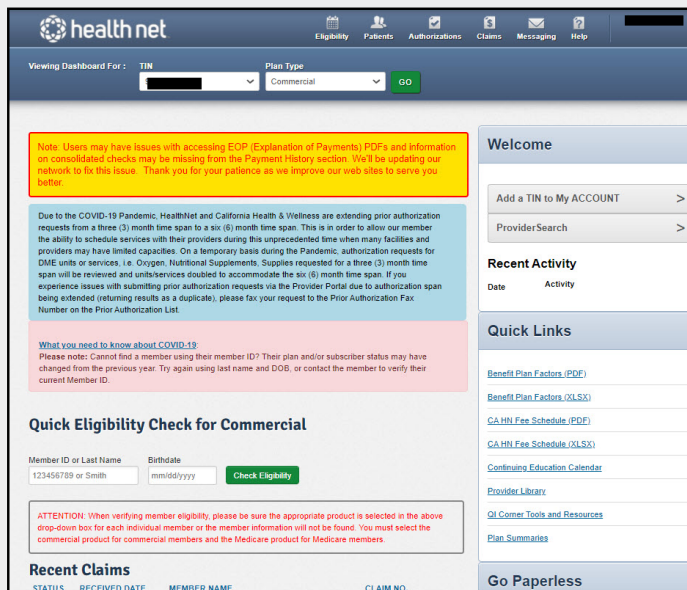 health net
Eligibility Patients Authorizations Claims Messaging Help
Viewing Dashboard For : TIN Plan Type
Commercial GO
Note: Users may have issues with accessing EOP (Explanation of Payments) PDFs and information
on consolidated checks may be missing from the Payment History section. We'll be updating our
network to fix this issue. Thank you for your patience as we improve our web sites to serve you
better.
Due to the COVID-19 Pandemic, HealthNet and California Health & Wellness are extending prior authorization
requests from a three (3) month time span to a six (6) month time span. This is in order to allow our member
the ability to schedule services with their providers during this unprecedented time when many facilities and
providers may have limited capacities. On a temporary basis during the Pandemic, authorization requests for
DME units or services, i.e. Oxygen, Nutritional Supplements, Supplies requested for a three (3) month time
span will be reviewed and units/services doubled to accommodate the six (6) month time span. If you
experience issues with submitting prior authorization requests via the Provider Portal due to authorization span
being extended (returning results as a duplicate), please fax your request to the Prior Authorization Fax
Number on the Prior Authorization List.
What you need to know about COVID-19:
Please note: Cannot find a member using their member ID? Their plan and/or subscriber status may have
changed from the previous year. Try again using last name and DOB, or contact the member to verify their
current Member ID.
Quick Eligibility Check for Commercial
Member ID or Last Name Birthdate
123456789 or Smith mm/dd/yyyy Check Eligibility
ATTENTION: When verifying member eligibility, please be sure the appropriate product is selected in the above
drop-down box for each individual member or the member information will not be found. You must select the
commercial product for commercial members and the Medicare product for Medicare members.
Recent Claims
STATUS RECEIVED DATE MEMBER NAME CLAIM NO.
Welcome
Add a TIN to My ACCOUNT >
ProviderSearch >
Recent Activity
Date Activity
Quick Links
Benefit Plan Factors (PDF)
Benefit Plan Factors (XLSX)
CA HN Fee Schedule (PDF)
CA HN Fee Schedule (XLSX)
Continuing Education Calendar
Provider Library
QI Corner Tools and Resources
Plan Summaries
Go Paperless